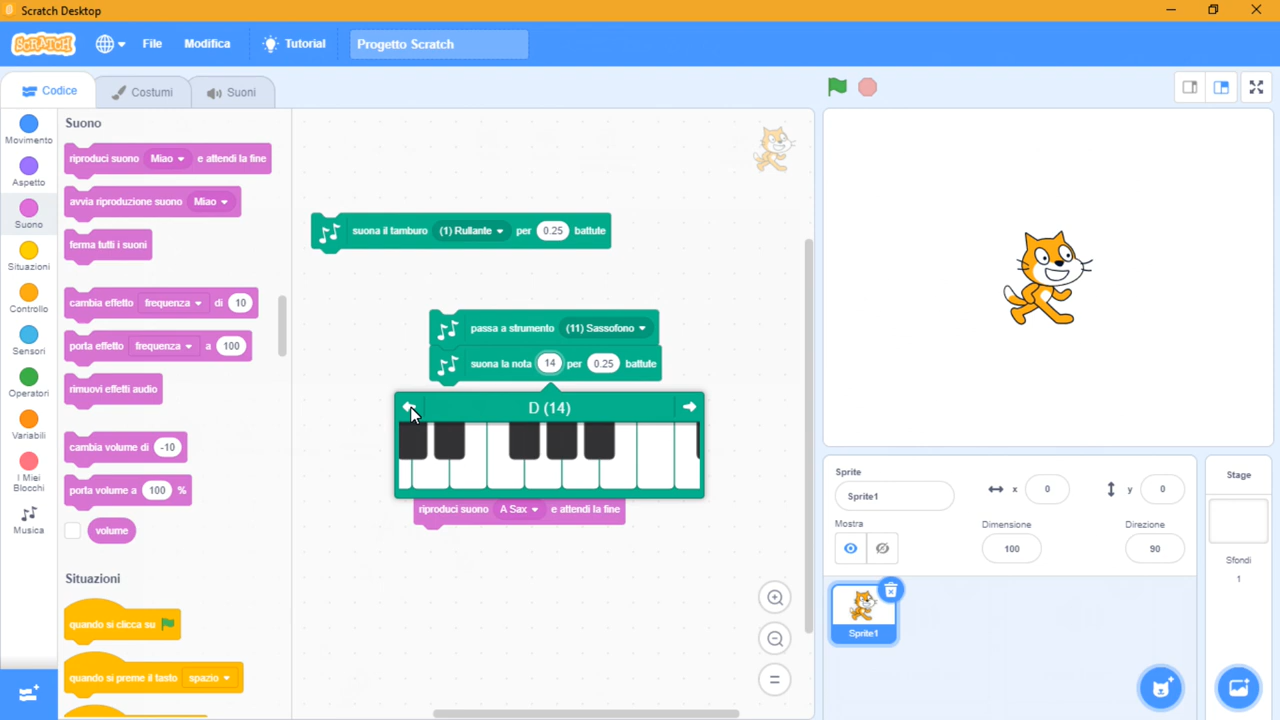 Scratch Desktop
SCRATCH File Modifica Tutorial Progetto Scratch
Codice Costumi Suoni
Movimento
Aspetto
Suono
Situazioni
Controllo
Sensori
Operatori
Variabili
I Miei
Blocchi
Musica
Suono
riproduci suono Miao e attendi la fine
avvia riproduzione suono Miao
ferma tutti i suoni
cambia effetto frequenza di 10
porta effetto frequenza a 100
rimuovi effetti audio
cambia volume di -10
porta volume a 100 %
volume
Situazioni
quando si clicca su
quando si preme il tasto spazio
suona il tamburo (1) Rullante per 0.25 battute
passa a strumento (11) Sassofono
suona la nota 14 per 0.25 battute
D (14)
riproduci suono A Sax e attendi la fine
Sprite
Sprite1
x 0
y 0
Mostra
Dimensione
100
Direzione
90
Sprite1
Stage
Sfondi
1